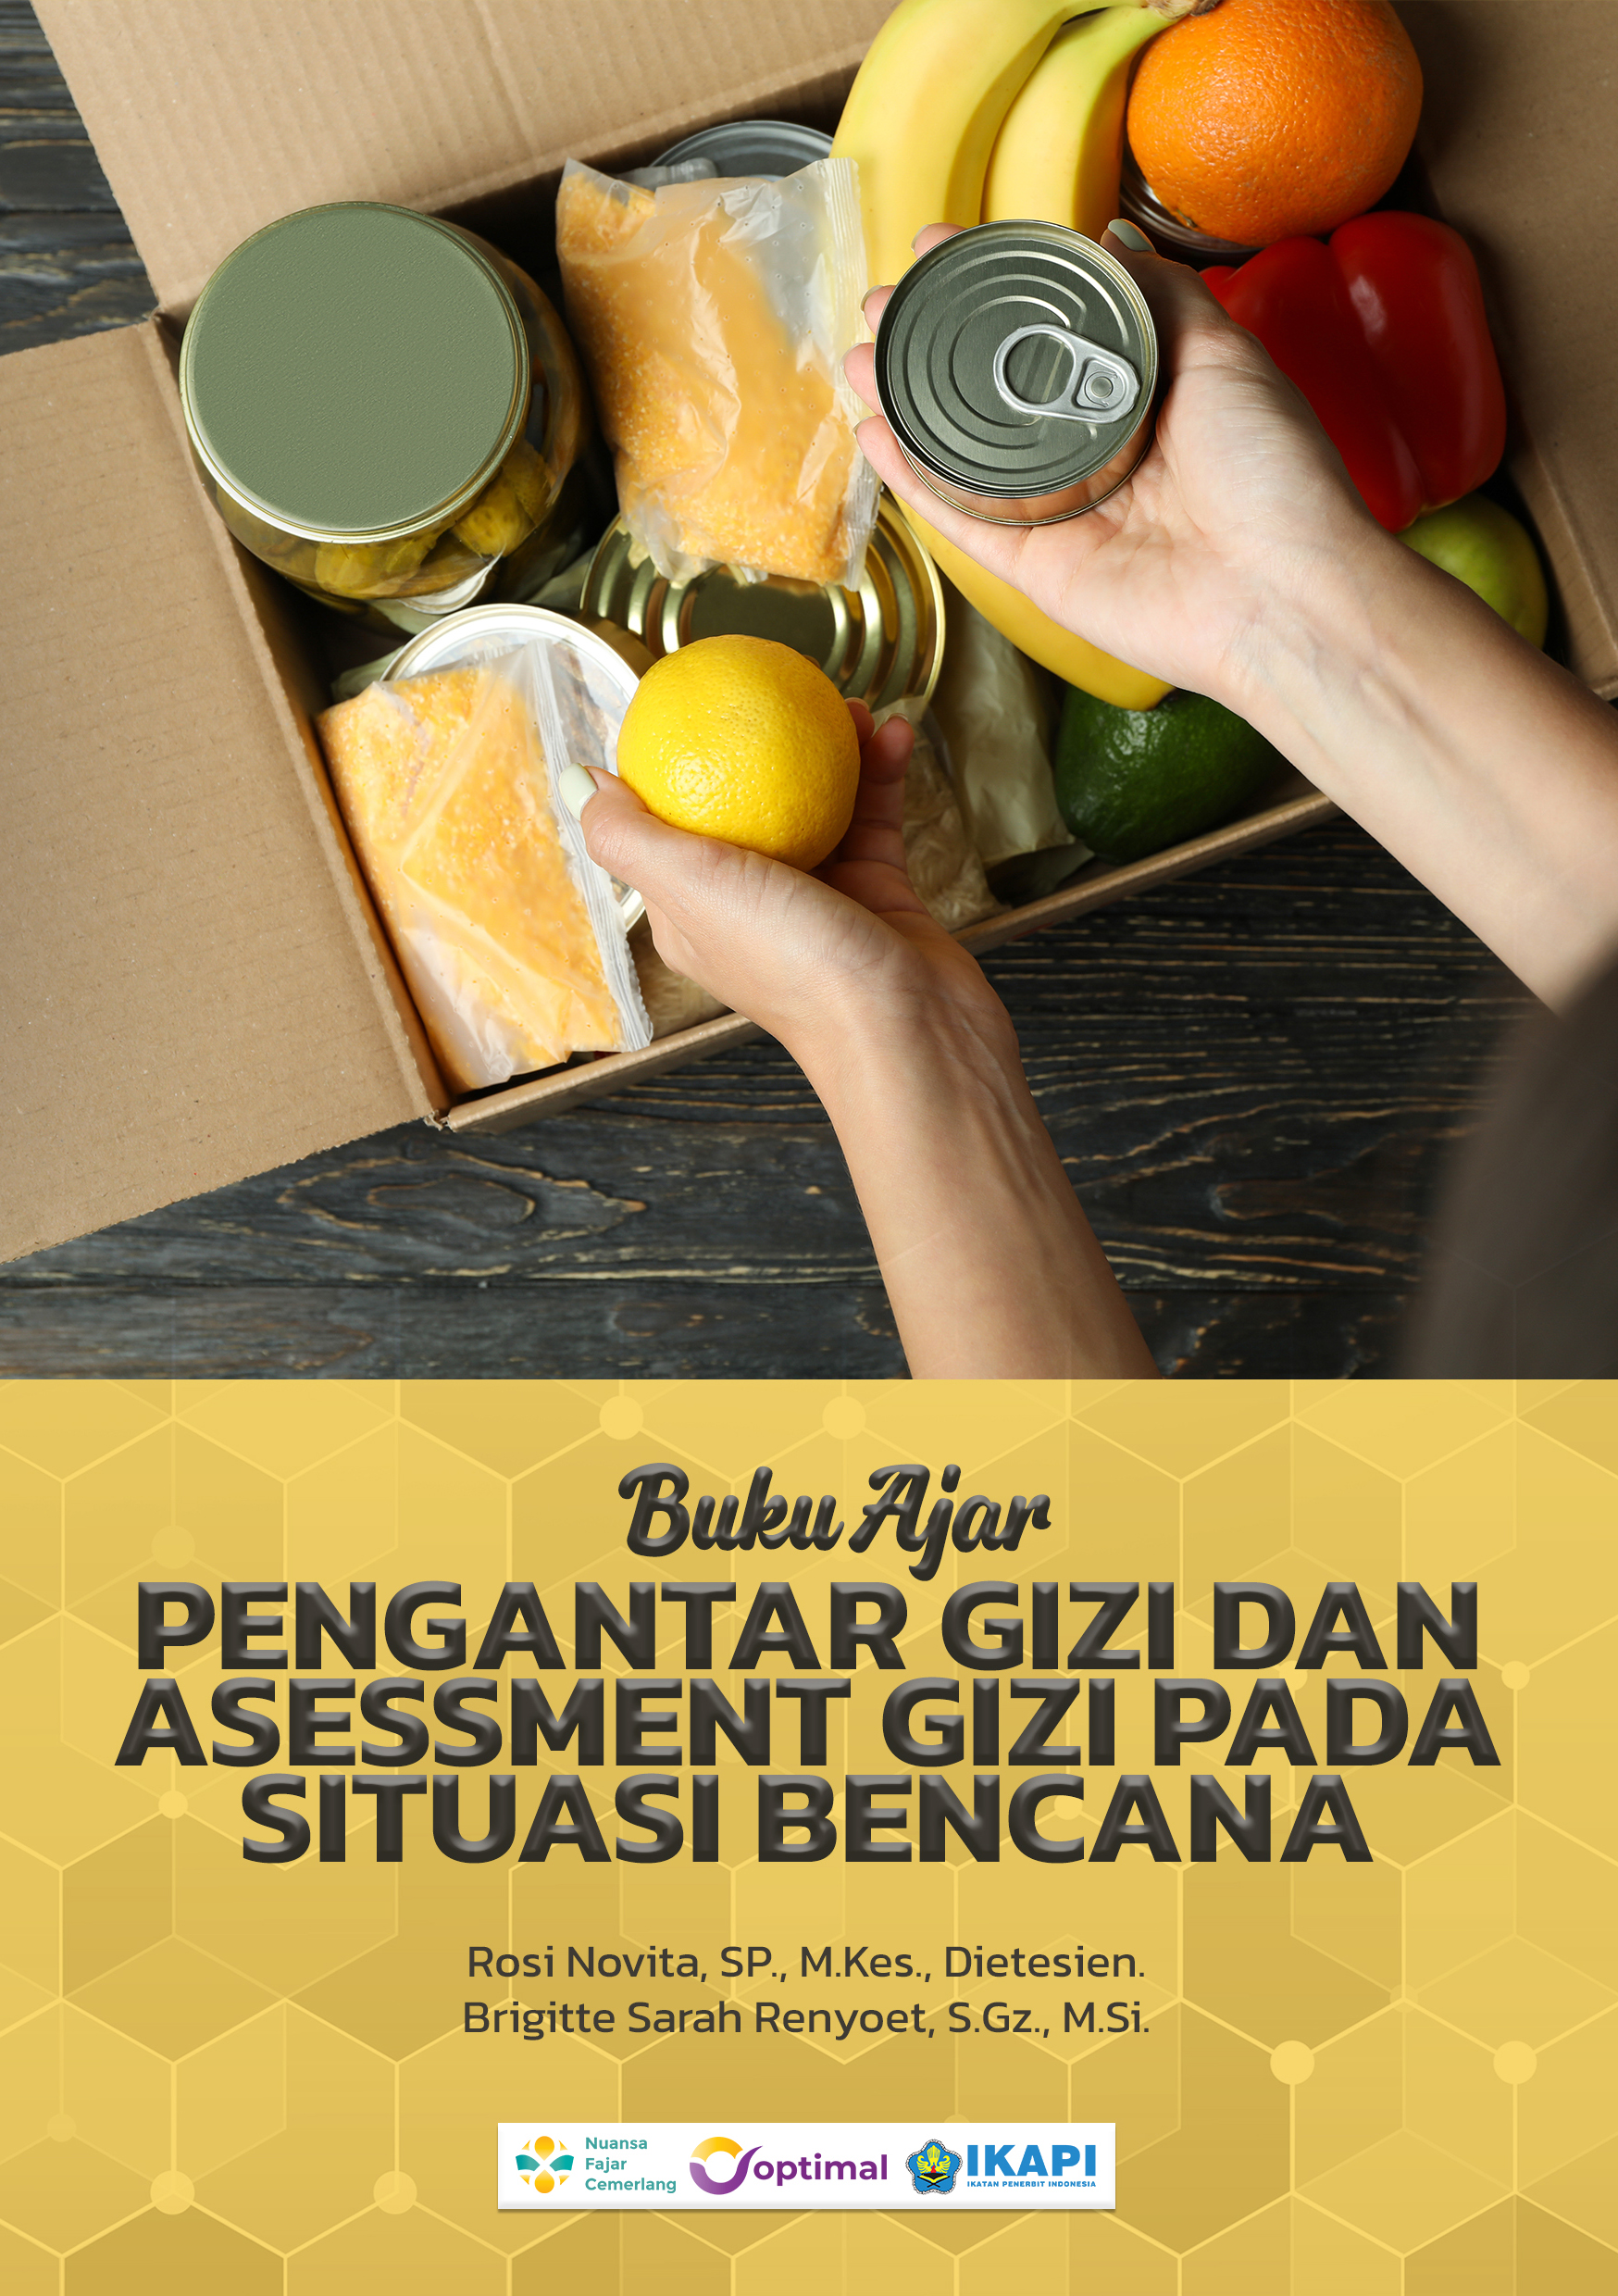 Buku Ajar
PENGANTAR GIZI DAN
ASESSMENT GIZI PADA
SITUASI BENCANA
Rosi Novita, SP., M.Kes., Dietesien.
Brigitte Sarah Renyoet, S.Gz., M.Si.
Nuansa
Fajar
Cemerlang
optimal
IKAPI
IKATAN PENERBIT INDONESIA